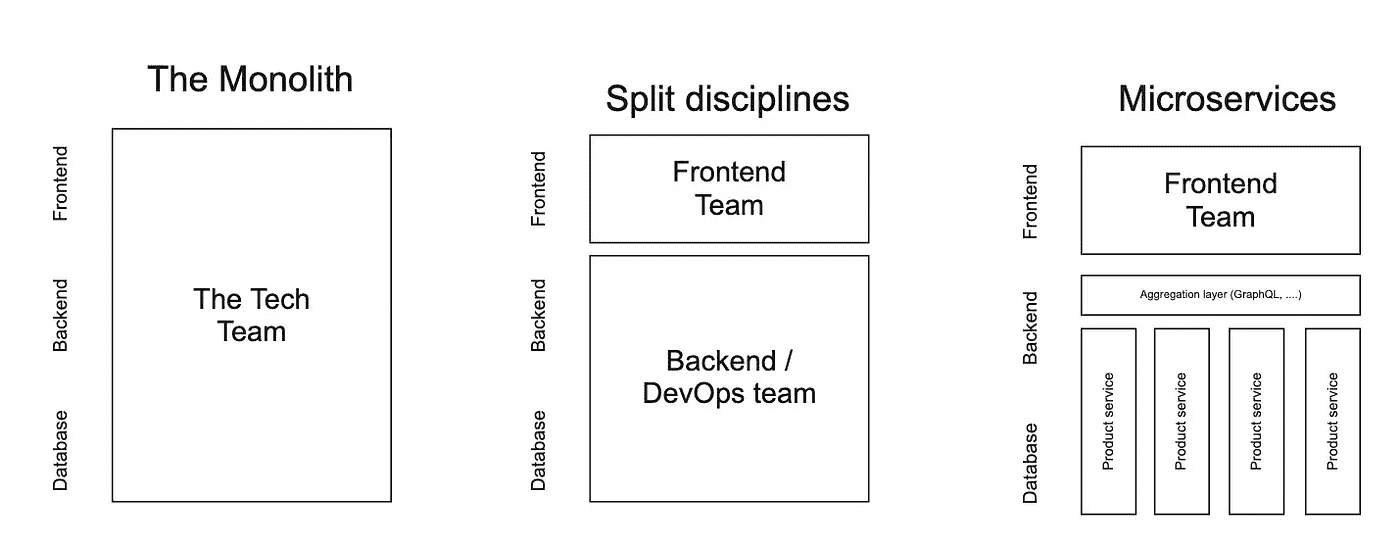 The Monolith
Frontend
Backend
Database
The Tech
Team
Split disciplines
Frontend
Backend
Database
Frontend
Team
Backend /
DevOps team
Microservices
Frontend
Backend
Database
Frontend
Team
Aggregation layer (GraphQL, ....)
Product service
Product service
Product service
Product service